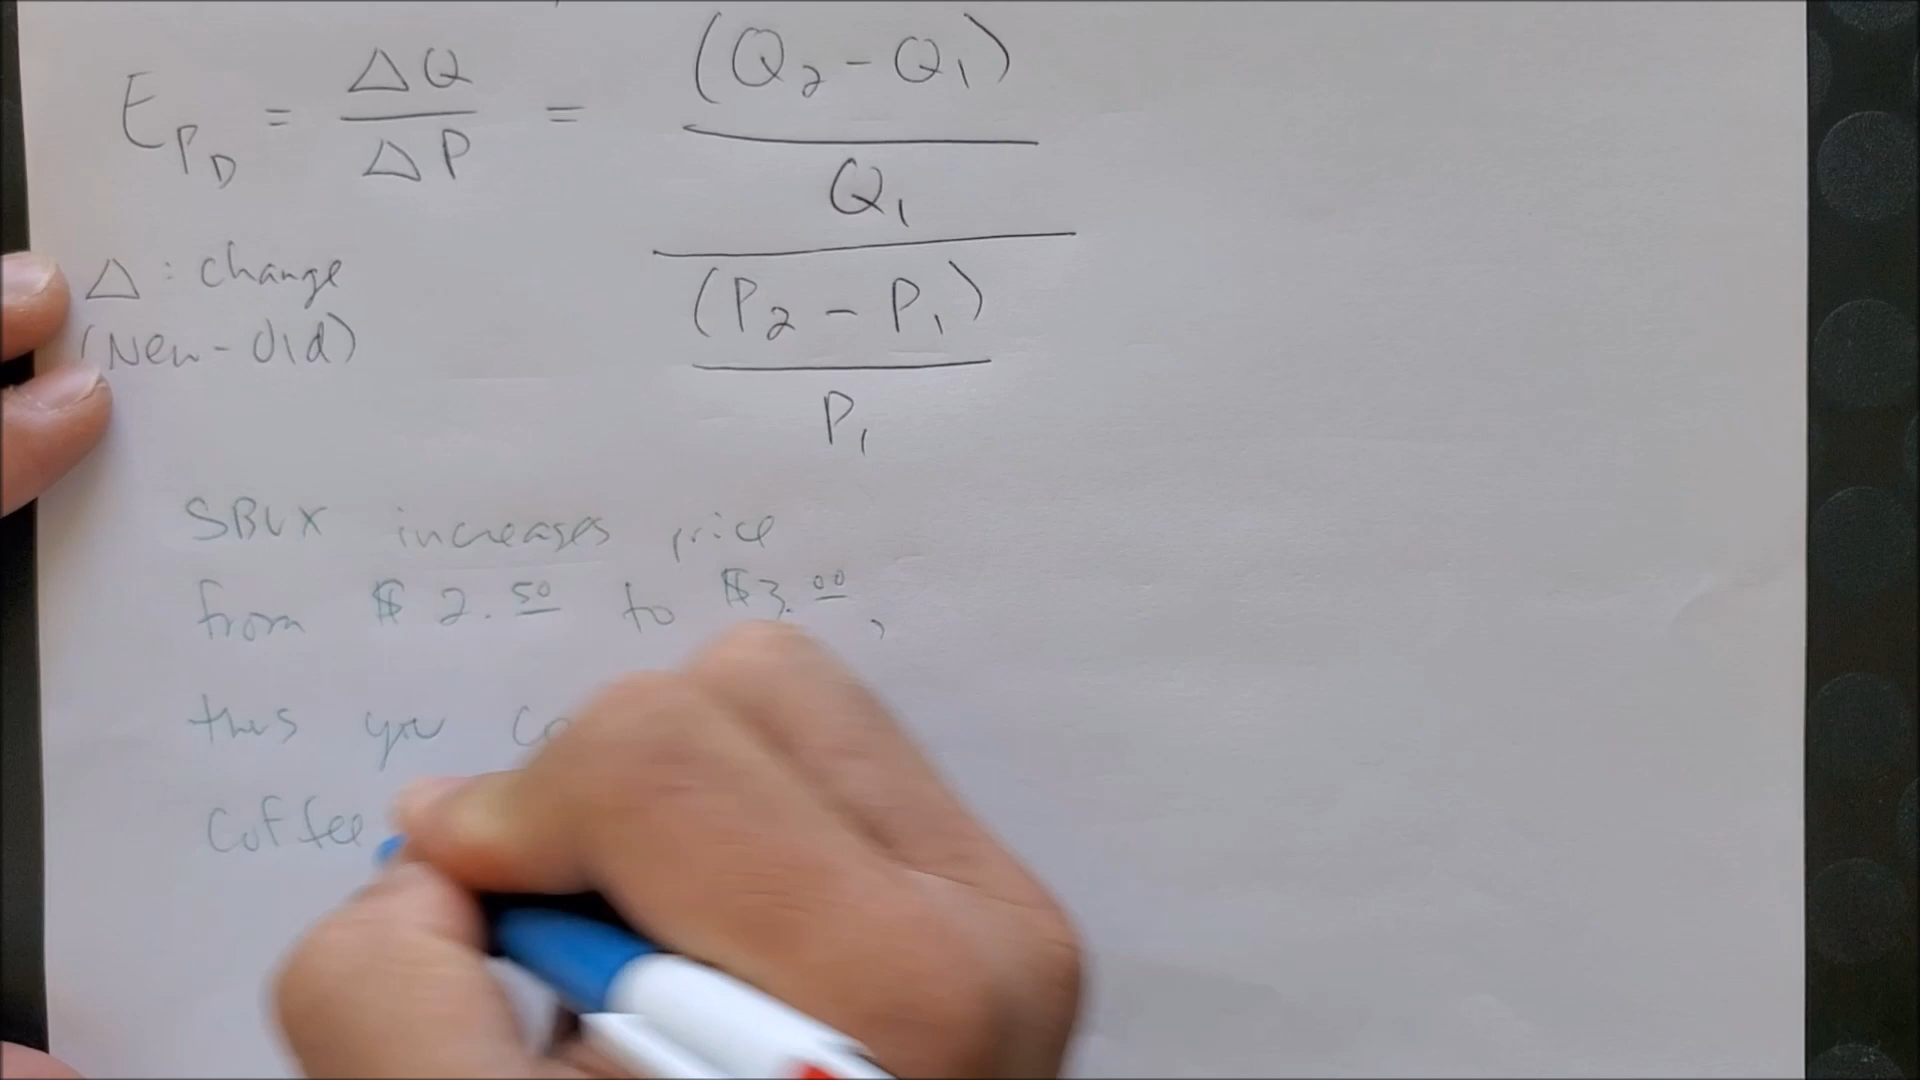 E_PD = ΔQ / ΔP = (Q₂ - Q₁)
Q₁
(P₂ - P₁)
P₁
Δ : change
(New - Old)
SBUX increases price
from $ 2.50 to $3.00 ,
thus you
Coffee